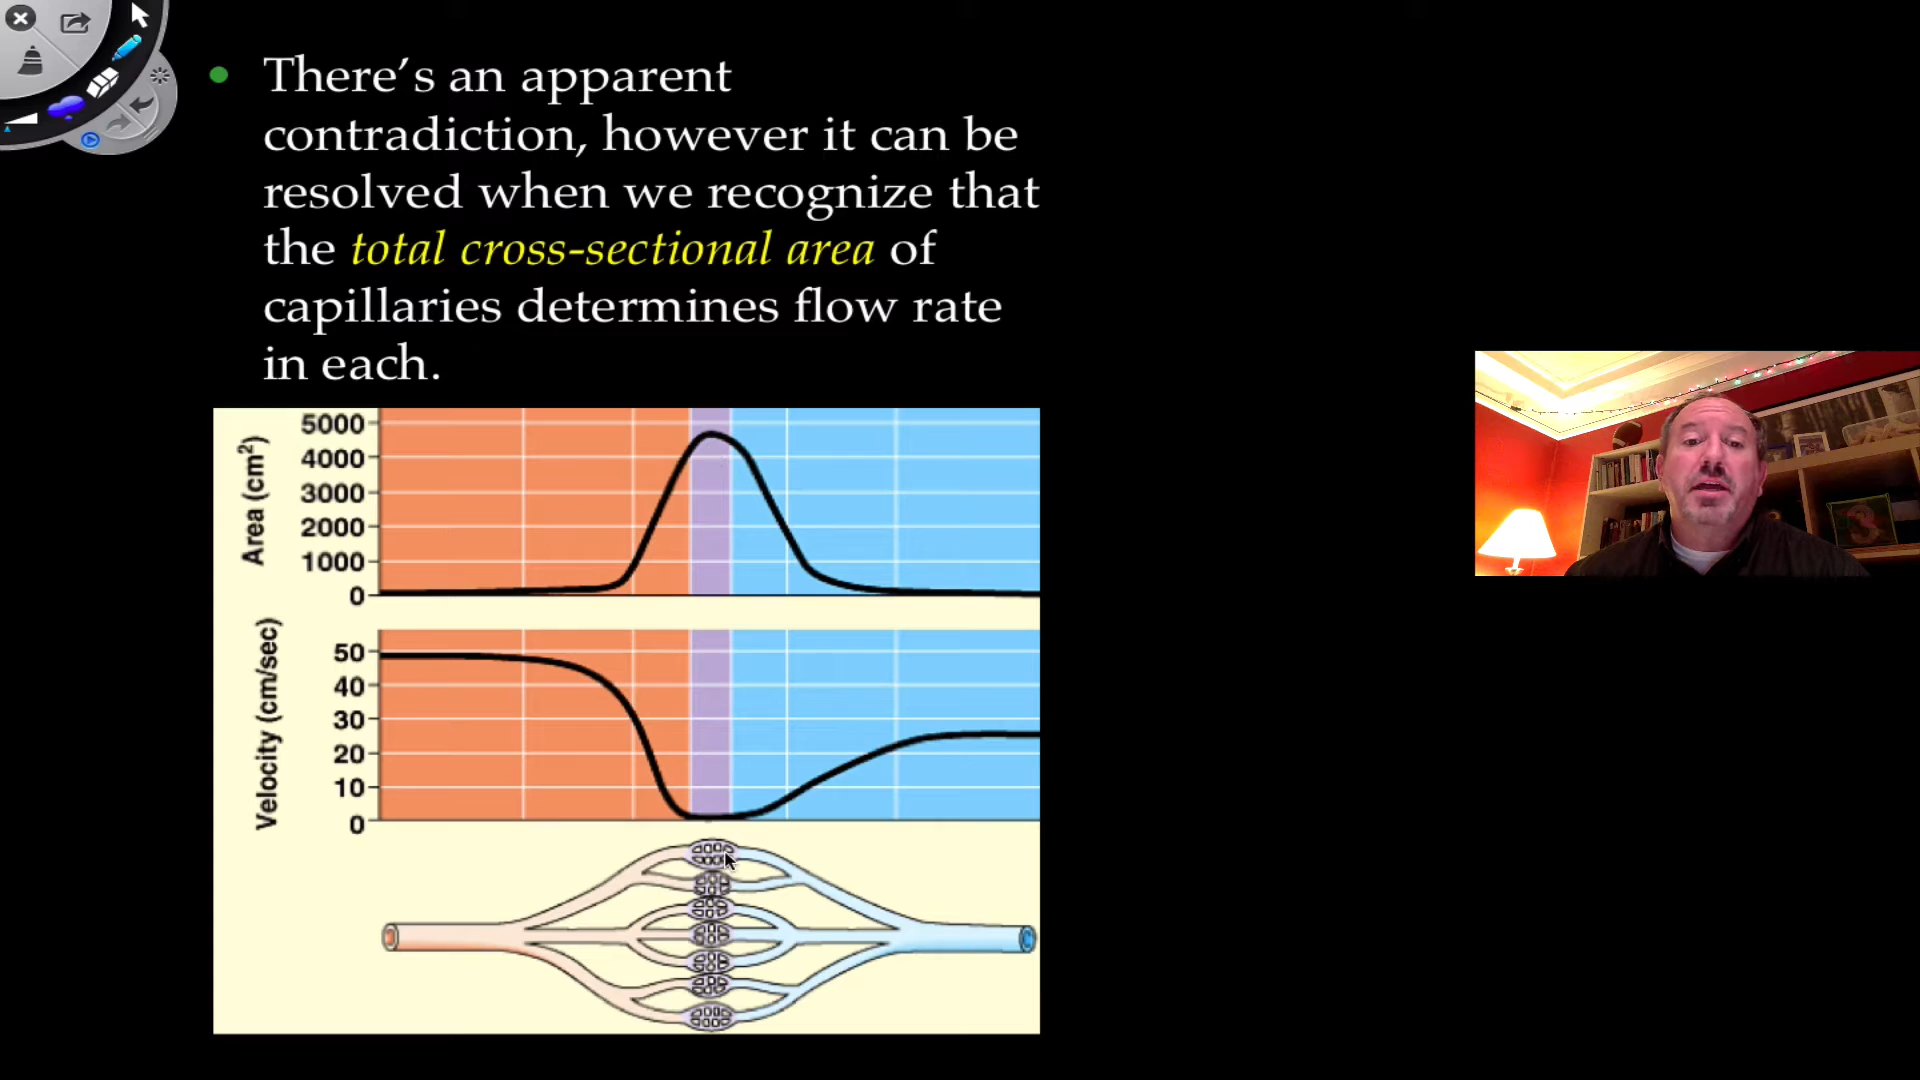 There's an apparent
contradiction, however it can be
resolved when we recognize that
the total cross-sectional area of
capillaries determines flow rate
in each.
Area (cm²)
5000
4000
3000
2000
1000
0
Velocity (cm/sec)
50
40
30
20
10
0